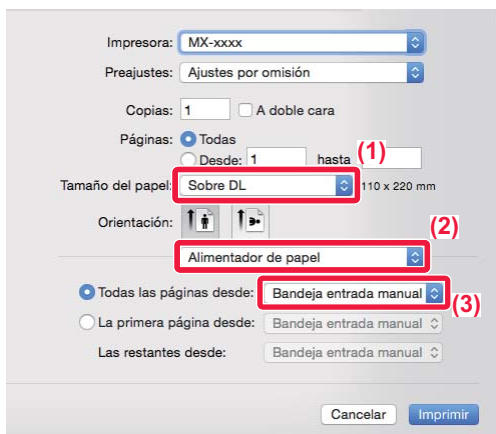 Impresora: MX-xxxx
Preajustes: Ajustes por omisión
Copias: 1 A doble cara
Páginas: Todas
Desde: 1 hasta (1)
Tamaño del papel: Sobre DL 110 x 220 mm
Orientación:
(2)
Alimentador de papel
Todas las páginas desde: Bandeja entrada manual (3)
La primera página desde: Bandeja entrada manual
Las restantes desde: Bandeja entrada manual
Cancelar Imprimir